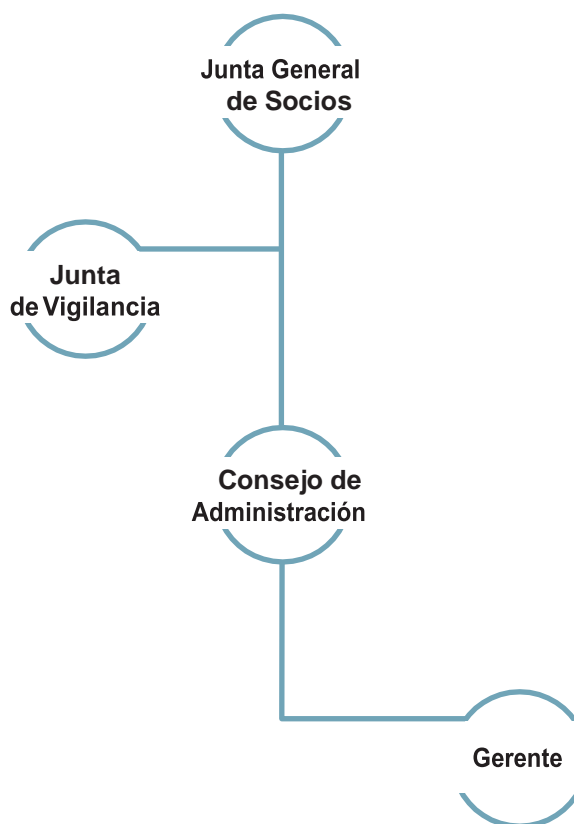 Junta General
de Socios
Junta
de Vigilancia
Consejo de
Administración
Gerente